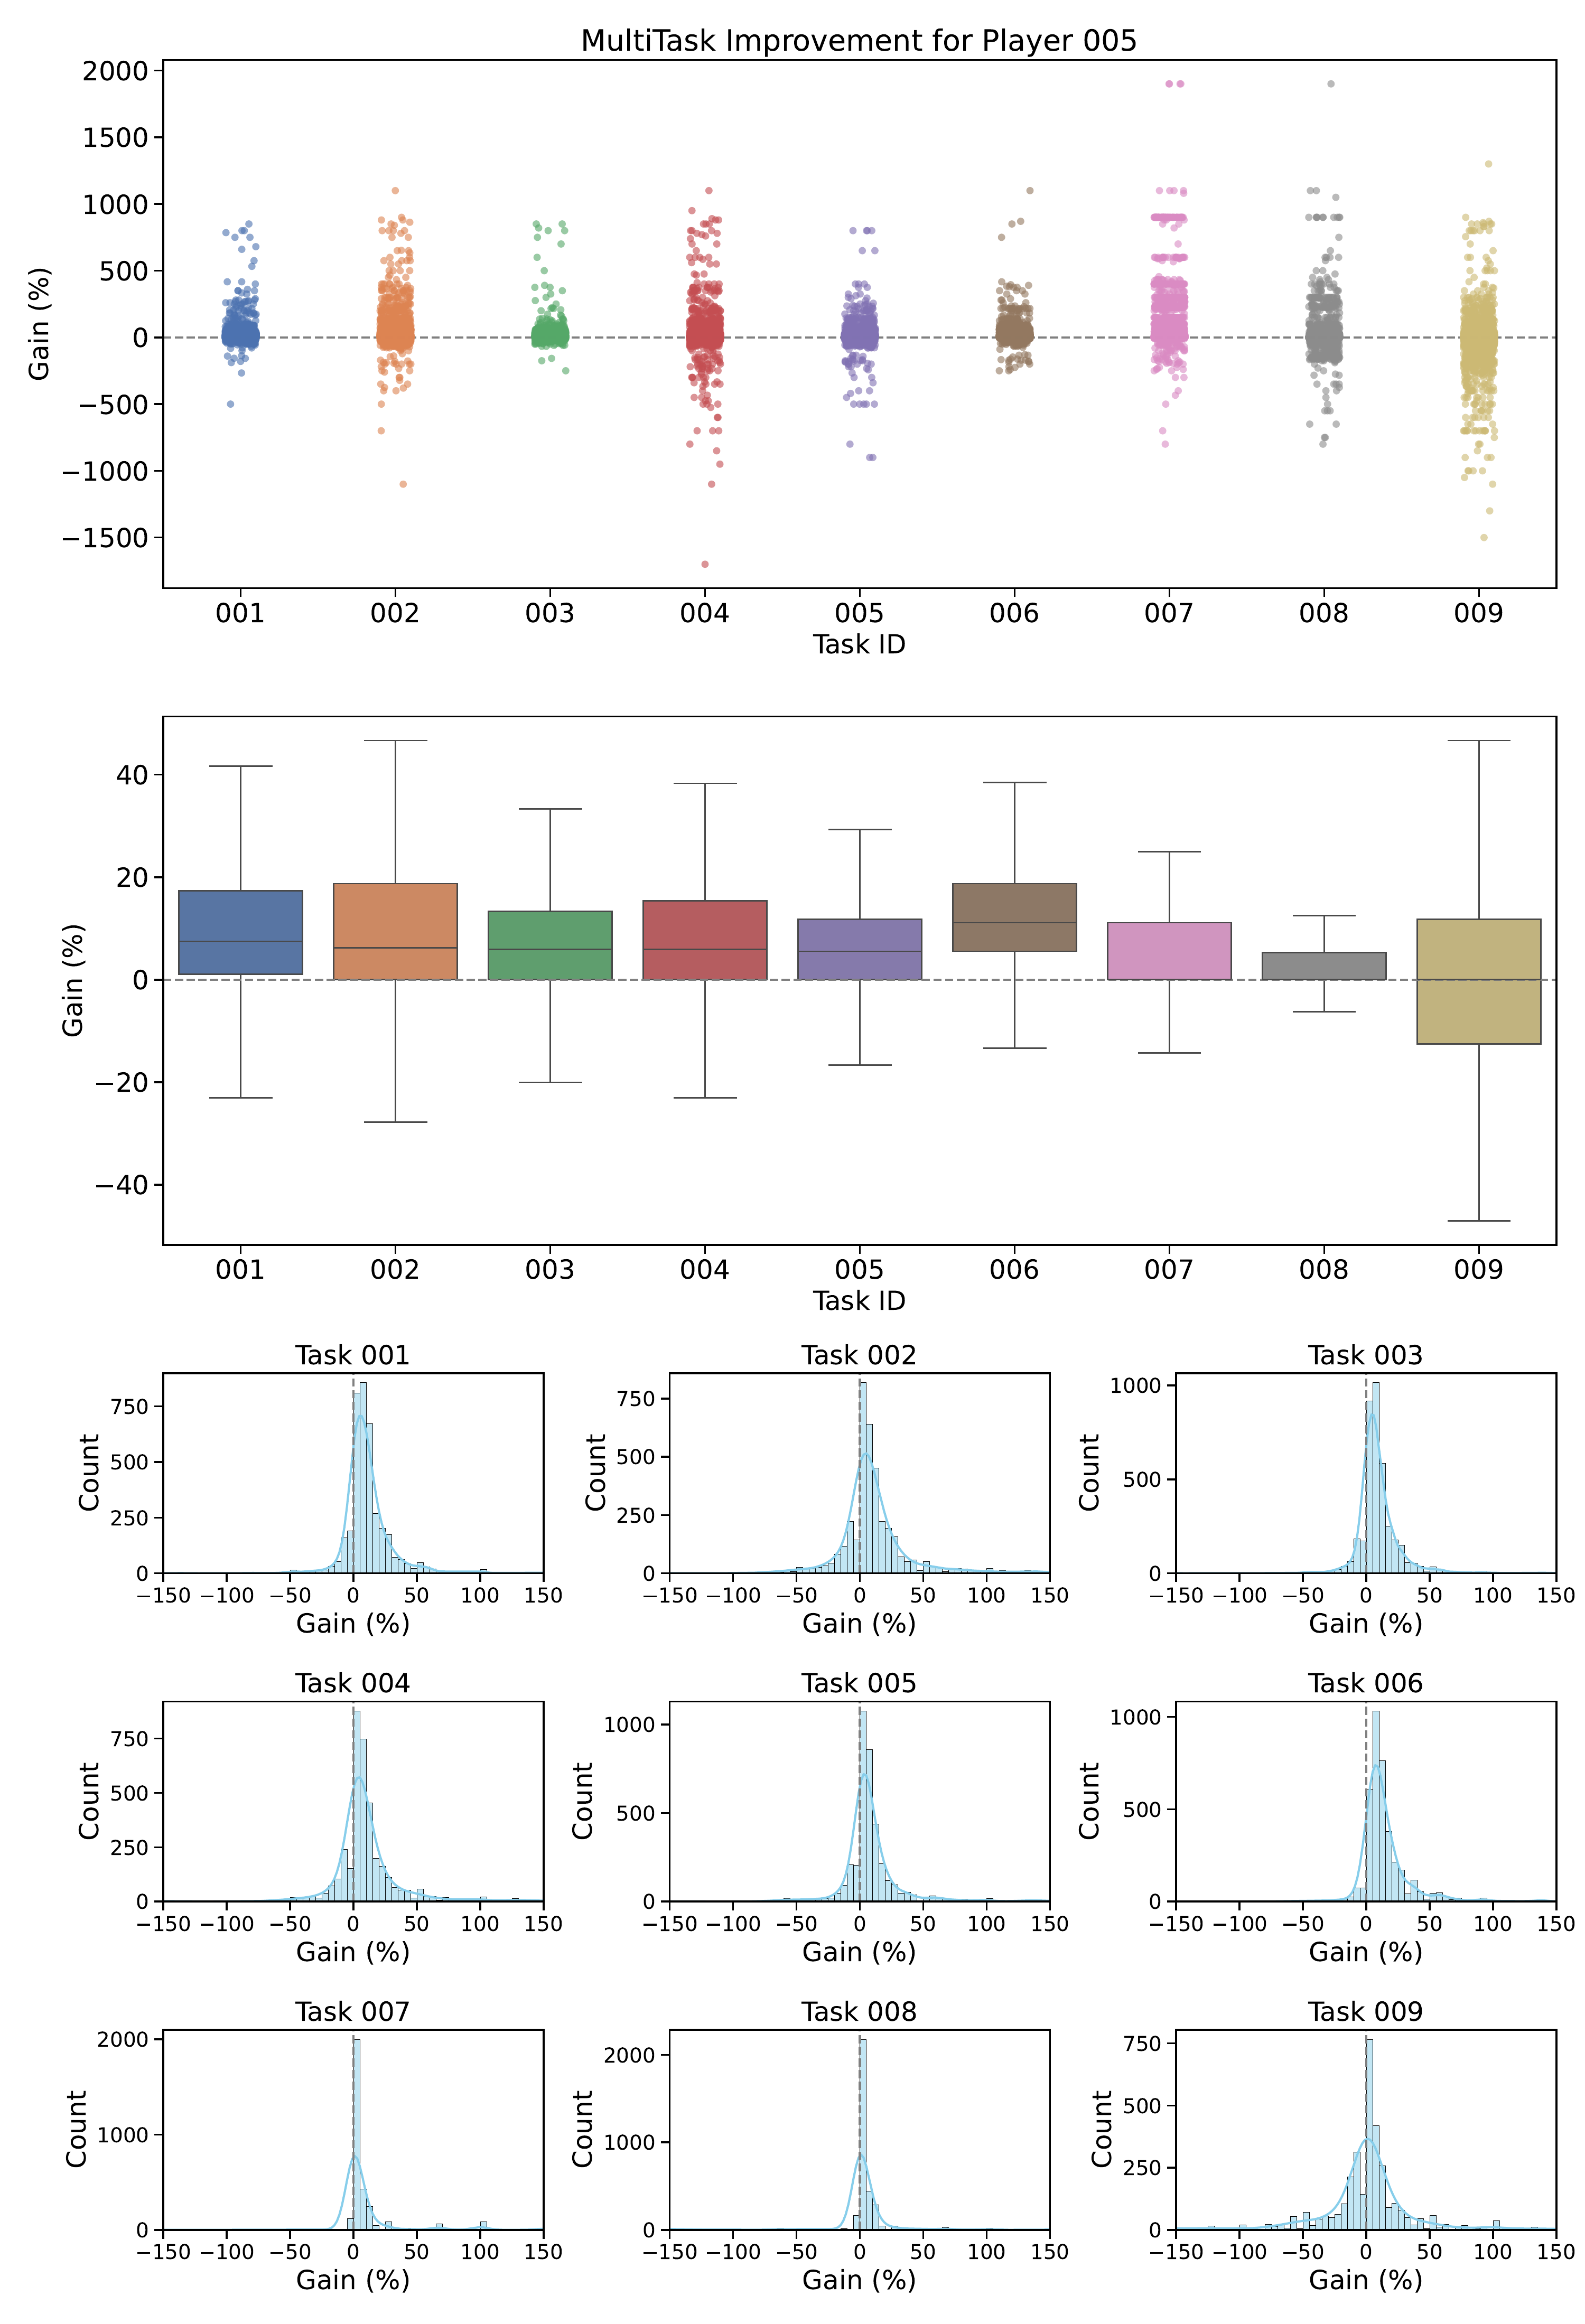 MultiTask Improvement for Player 005
Gain (%)
2000
1500
1000
500
0
−500
−1000
−1500
001 002 003 004 005 006 007 008 009
Task ID
Gain (%)
40
20
0
−20
−40
001 002 003 004 005 006 007 008 009
Task ID
Task 001
Count
750
500
250
0
−150 −100 −50 0 50 100 150
Gain (%)
Task 002
Count
750
500
250
0
−150 −100 −50 0 50 100 150
Gain (%)
Task 003
Count
1000
500
0
−150 −100 −50 0 50 100 150
Gain (%)
Task 004
Count
750
500
250
0
−150 −100 −50 0 50 100 150
Gain (%)
Task 005
Count
1000
500
0
−150 −100 −50 0 50 100 150
Gain (%)
Task 006
Count
1000
500
0
−150 −100 −50 0 50 100 150
Gain (%)
Task 007
Count
2000
1000
0
−150 −100 −50 0 50 100 150
Gain (%)
Task 008
Count
2000
1000
0
−150 −100 −50 0 50 100 150
Gain (%)
Task 009
Count
750
500
250
0
−150 −100 −50 0 50 100 150
Gain (%)